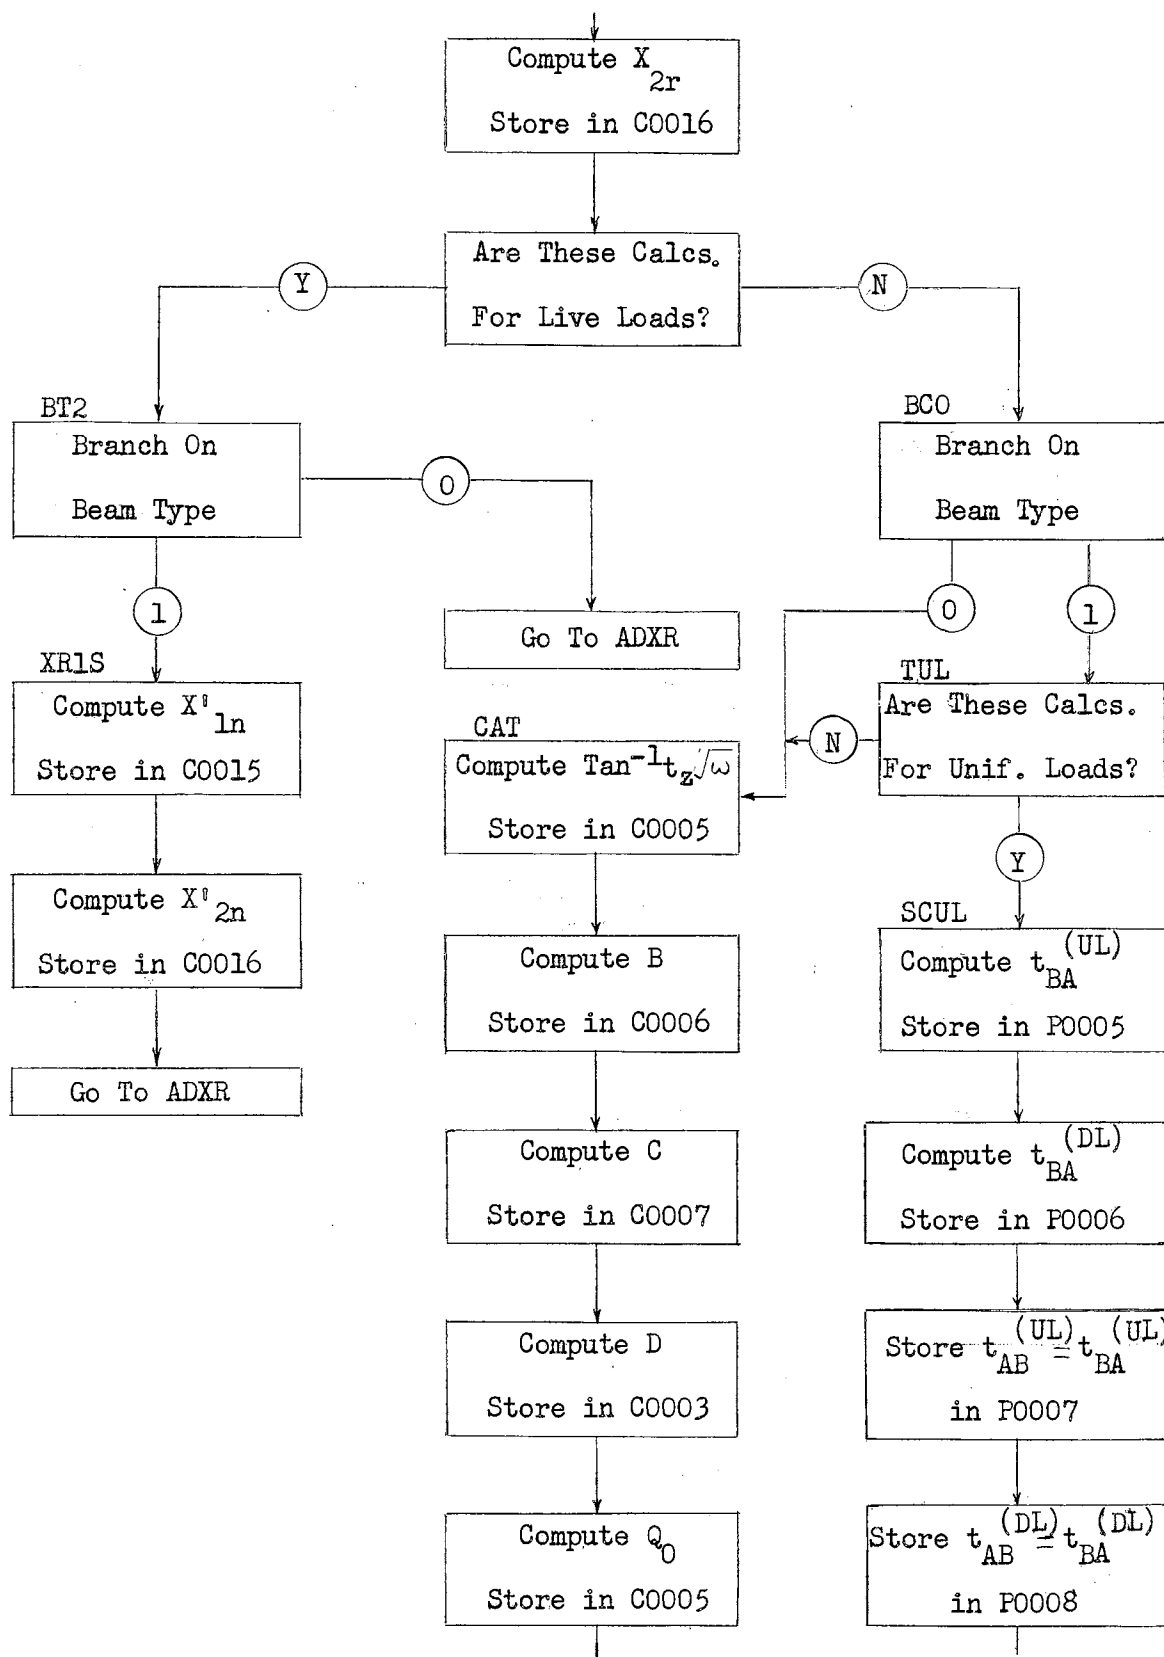 Compute X2r
Store in C0016
Are These Calcs.
For Live Loads?
Y
N
BT2
Branch On
Beam Type
0
1
BCO
Branch On
Beam Type
0
1
Go To ADXR
XR1S
Compute X'1n
Store in C0015
Compute X'2n
Store in C0016
Go To ADXR
TUL
Are These Calcs.
For Unif. Loads?
N
Y
CAT
Compute Tan⁻¹tz√ω
Store in C0005
Compute B
Store in C0006
Compute C
Store in C0007
Compute D
Store in C0003
Compute Q0
Store in C0005
SCUL
Compute tBA(UL)
Store in P0005
Compute tBA(DL)
Store in P0006
Store tAB(UL) = tBA(UL)
in P0007
Store tAB(DL) = tBA(DL)
in P0008